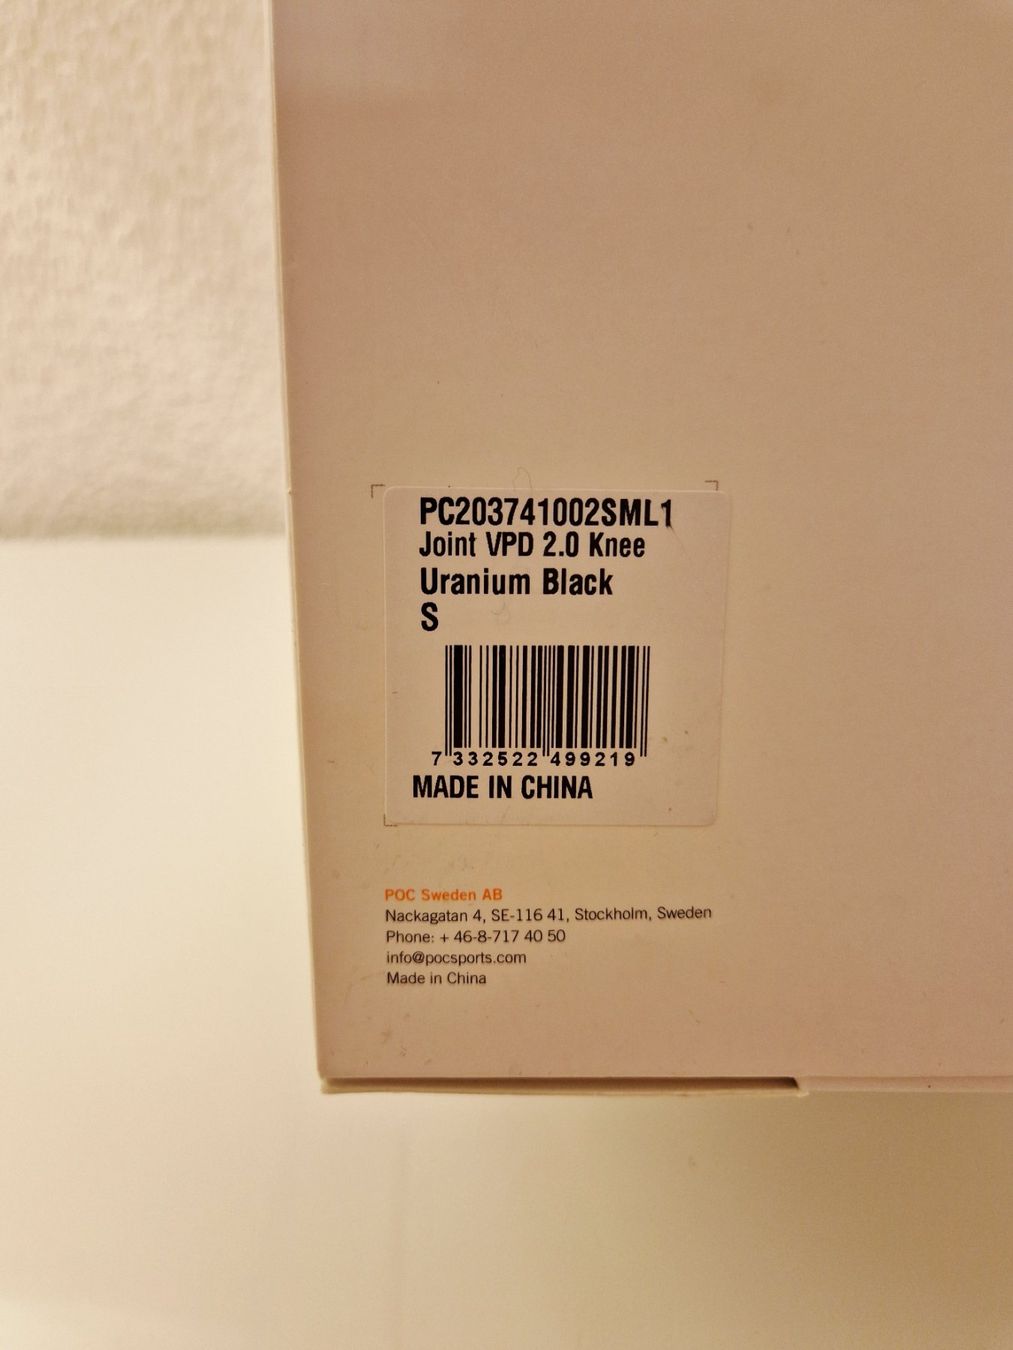 PC203741002SML1
Joint VPD 2.0 Knee
Uranium Black
S
7 332522 499219
MADE IN CHINA
POC Sweden AB
Nackagatan 4, SE-116 41, Stockholm, Sweden
Phone: + 46-8-717 40 50
info@pocsports.com
Made in China